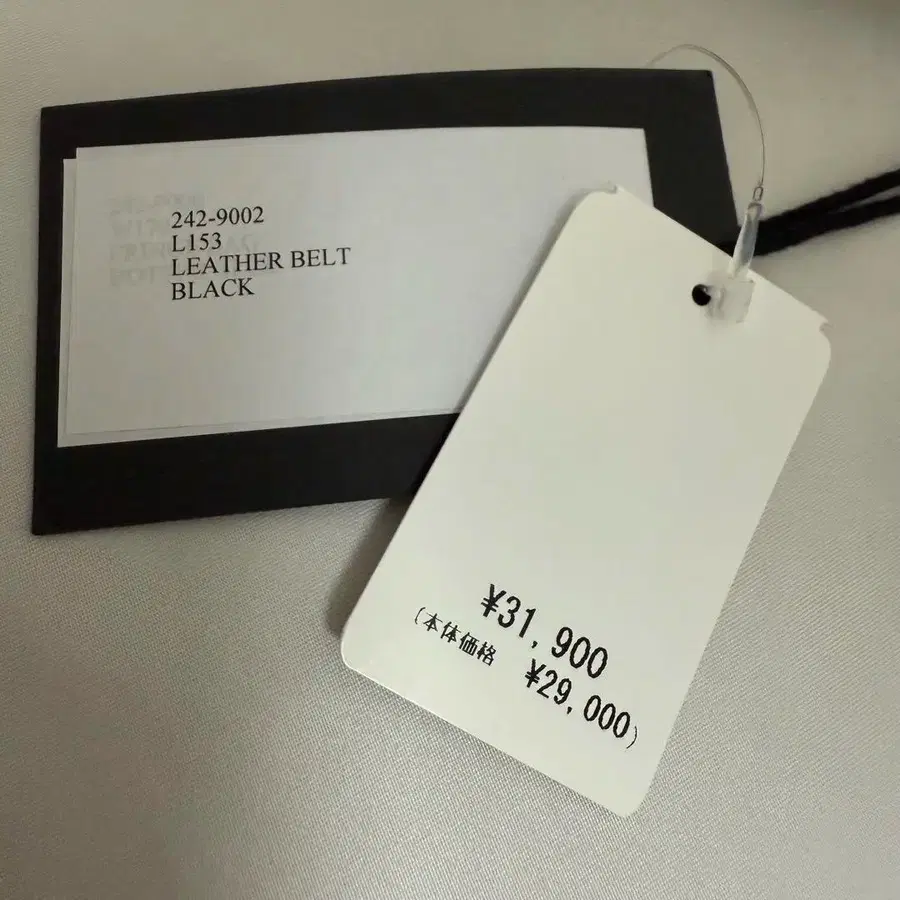 242-9002
L153
LEATHER BELT
BLACK
¥31,900
(本体価格 ¥29,000)